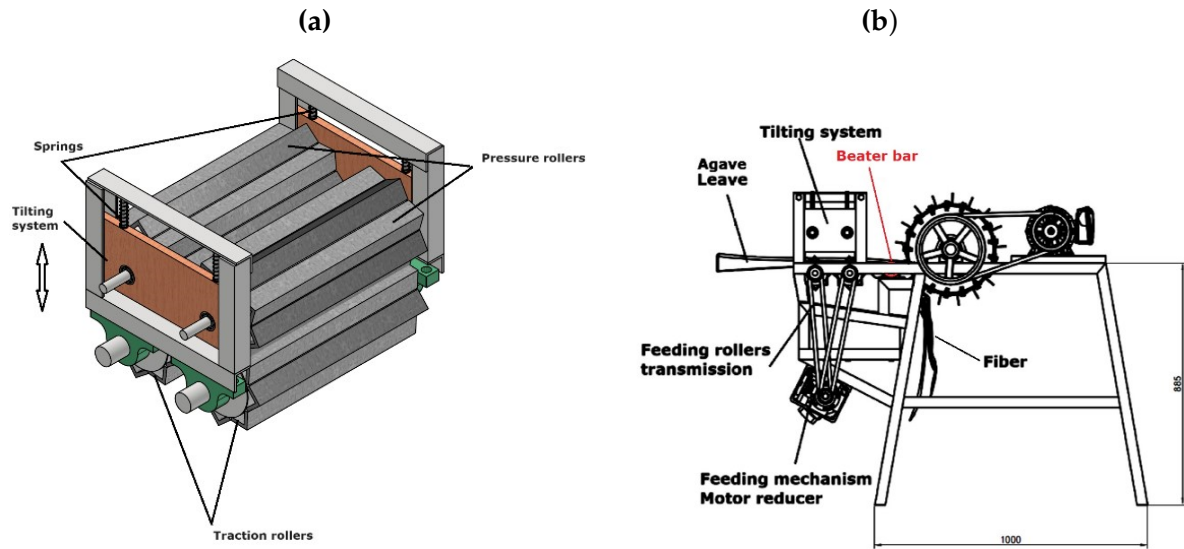 (a)
Springs
Pressure rollers
Tilting
system
Traction rollers
(b)
Tilting system
Beater bar
Agave
Leave
Feeding rollers
transmission
Fiber
885
Feeding mechanism
Motor reducer
1000